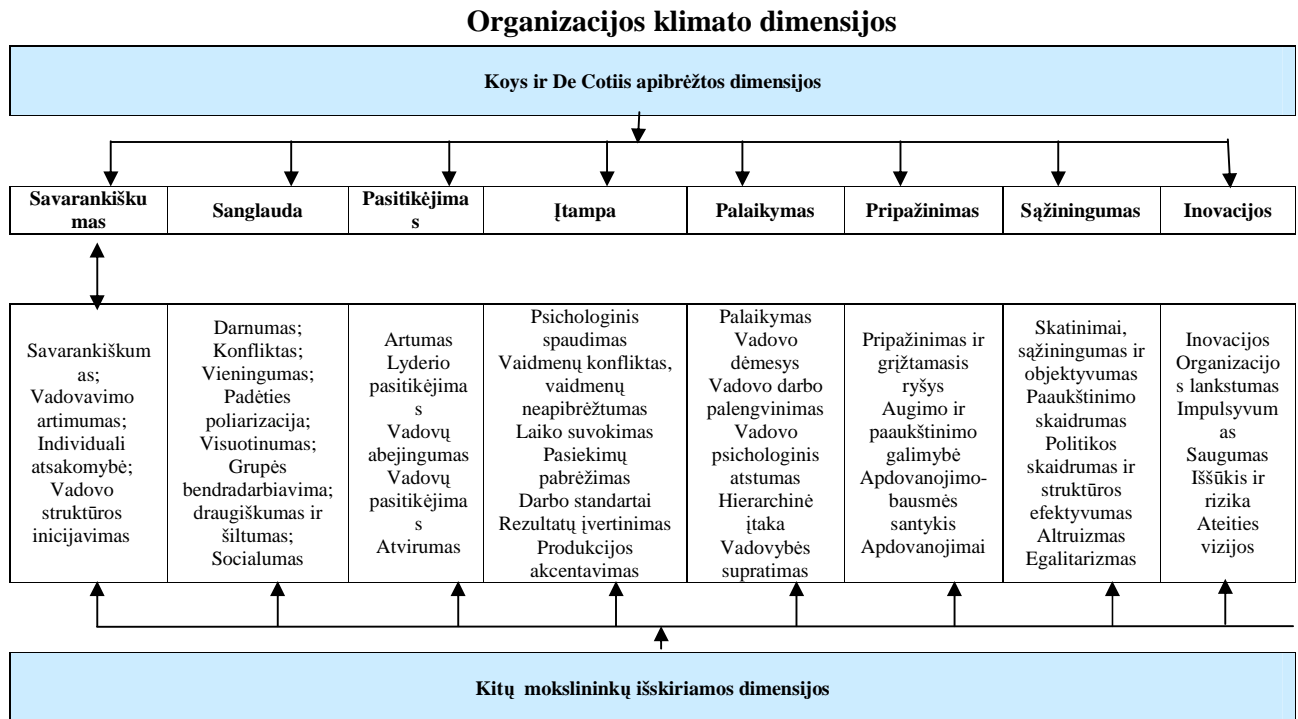 Organizacijos klimato dimensijos
Koys ir De Cotiis apibrėžtos dimensijos
Savarankišku
mas
Sanglauda
Pasitikėjima
s
Įtampa
Palaikymas
Pripažinimas
Sąžiningumas
Inovacijos
Savarankiškum
as;
Vadovavimo
artimumas;
Individuali
atsakomybė;
Vadovo
struktūros
inicijavimas
Darnumas;
Konfliktas;
Vieningumas;
Padėties
poliarizacija;
Visuotinumas;
Grupės
bendradarbiavima;
draugiškumas ir
šiltumas;
Socialumas
Artumas
Lyderio
pasitikėjima
s
Vadovų
abejingumas
Vadovų
pasitikėjima
s
Atvirumas
Psichologinis
spaudimas
Vaidmenų konfliktas,
vaidmenų
neapibrėžtumas
Laiko suvokimas
Pasiekimų
pabrėžimas
Darbo standartai
Rezultatų įvertinimas
Produkcijos
akcentavimas
Palaikymas
Vadovo
dėmesys
Vadovo darbo
palengvinimas
Vadovo
psichologinis
atstumas
Hierarchinė
įtaka
Vadovybės
supratimas
Pripažinimas ir
grįžtamasis
ryšys
Augimo ir
paaukštinimo
galimybė
Apdovanojimo-
bausmės
santykis
Apdovanojimai
Skatinimai,
sąžiningumas ir
objektyvumas
Paaukštinimo
skaidrumas
Politikos
skaidrumas ir
struktūros
efektyvumas
Altruizmas
Egalitarizmas
Inovacijos
Organizacijo
s lankstumas
Impulsyvum
as
Saugumas
Iššūkis ir
rizika
Ateities
vizijos
Kitų mokslininkų išskiriamos dimensijos